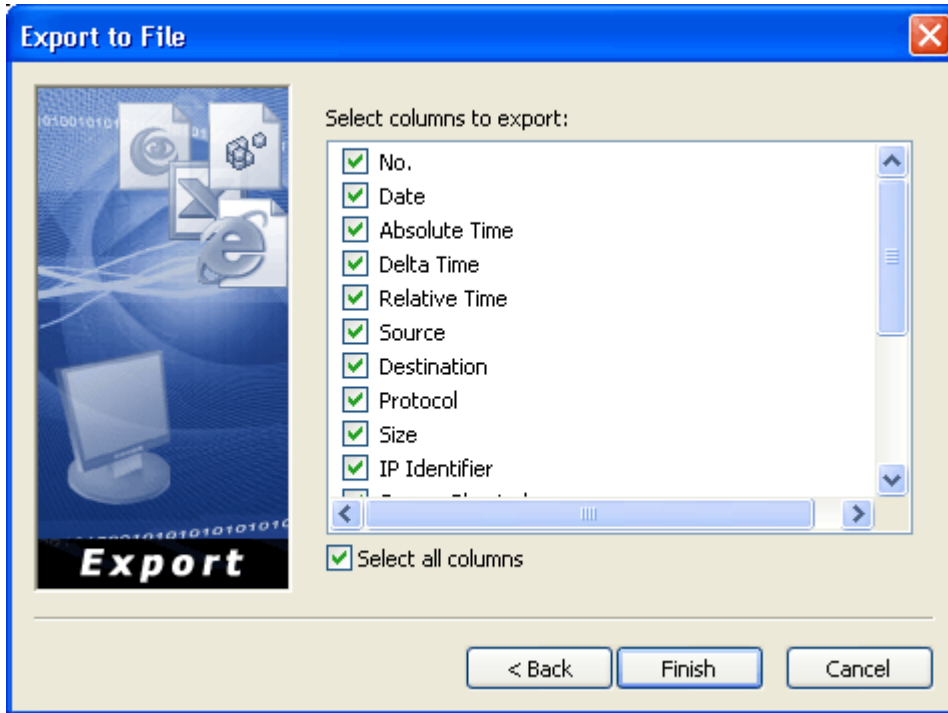 Export to File
Select columns to export:
No.
Date
Absolute Time
Delta Time
Relative Time
Source
Destination
Protocol
Size
IP Identifier
Export
Select all columns
< Back
Finish
Cancel